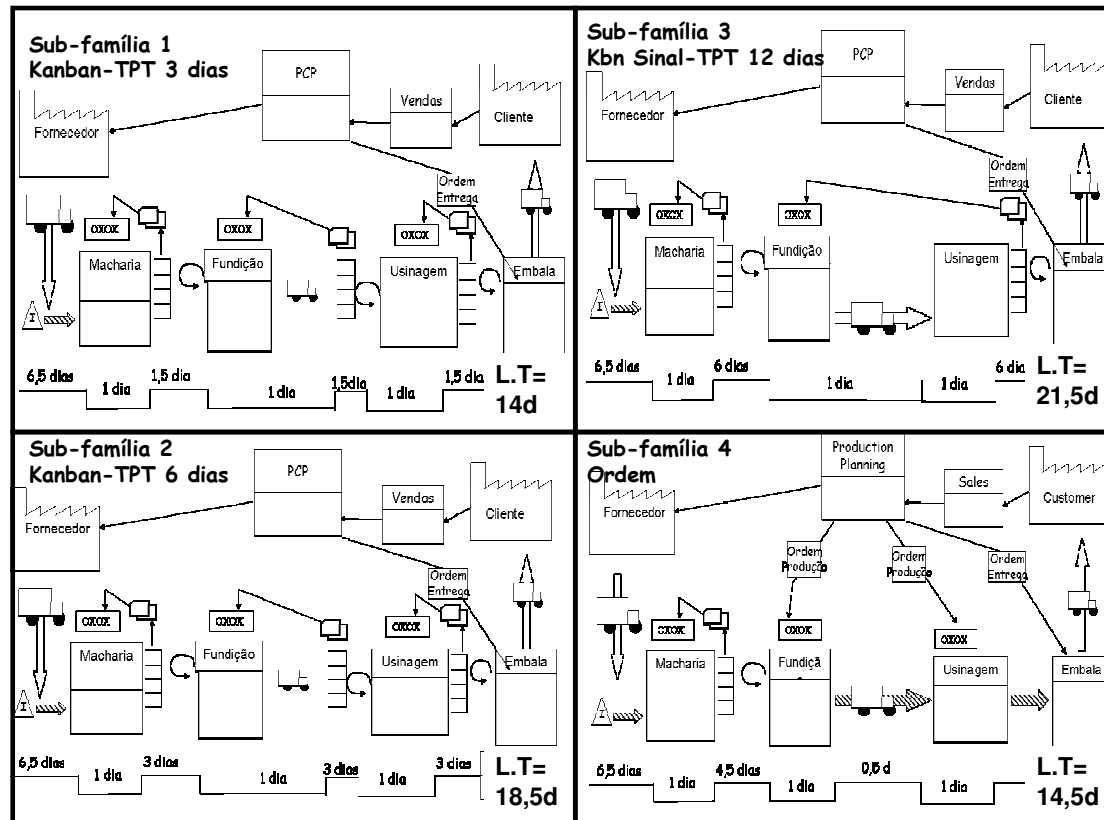 Sub-família 1
Kanban-TPT 3 dias
PCP
Vendas
Fornecedor
Cliente
Ordem
Entrega
OXOX
OXOX
OXOX
Macharia
Fundição
Usinagem
Embala
I
6,5 dias
1 dia
1,5 dia
1 dia
1,5dia
1 dia
1,5 dia
L.T=
14d
Sub-família 3
Kbn Sinal-TPT 12 dias
PCP
Vendas
Fornecedor
Cliente
Ordem
Entrega
OXOX
OXOX
Macharia
Fundição
Usinagem
Embala
I
6,5 dias
1 dia
6 dias
1 dia
1 dia
6 dia
L.T=
21,5d
Sub-família 2
Kanban-TPT 6 dias
PCP
Vendas
Fornecedor
Cliente
Ordem
Entrega
OXOX
OXOX
OXOX
Macharia
Fundição
Usinagem
Embala
I
6,5 dias
1 dia
3 dias
1 dia
3 dias
1 dia
3 dias
L.T=
18,5d
Sub-família 4
Ordem
Production
Planning
Sales
Fornecedor
Customer
Ordem
Produção
Ordem
Produção
Ordem
Entrega
OXOX
OXOX
OXOX
Macharia
Fundiçã
Usinagem
Embala
I
6,5 dias
1 dia
4,5 dias
1 dia
0,5 d
1 dia
L.T=
14,5d